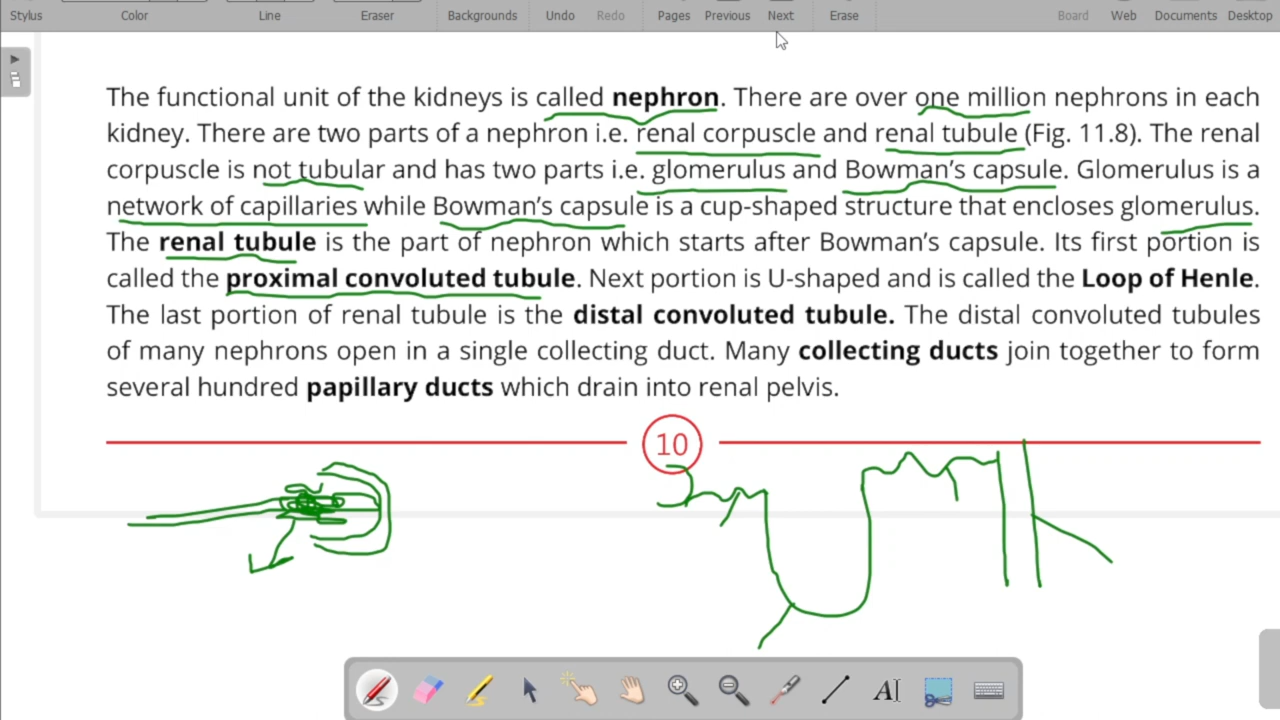 Stylus Color Line Eraser Backgrounds Undo Redo Pages Previous Next Erase Board Web Documents Desktop
The functional unit of the kidneys is called nephron. There are over one million nephrons in each
kidney. There are two parts of a nephron i.e. renal corpuscle and renal tubule (Fig. 11.8). The renal
corpuscle is not tubular and has two parts i.e. glomerulus and Bowman's capsule. Glomerulus is a
network of capillaries while Bowman's capsule is a cup-shaped structure that encloses glomerulus.
The renal tubule is the part of nephron which starts after Bowman's capsule. Its first portion is
called the proximal convoluted tubule. Next portion is U-shaped and is called the Loop of Henle.
The last portion of renal tubule is the distal convoluted tubule. The distal convoluted tubules
of many nephrons open in a single collecting duct. Many collecting ducts join together to form
several hundred papillary ducts which drain into renal pelvis.
10
AI